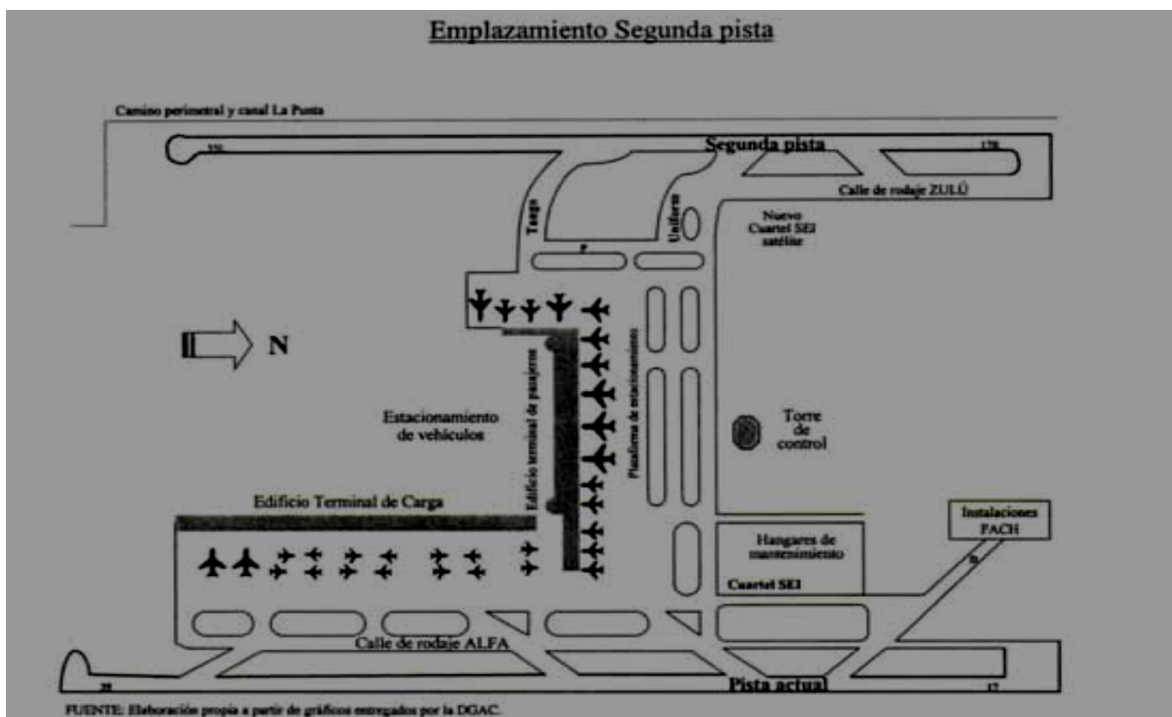 Emplazamiento Segunda pista
Camino perimetral y canal La Punta
Segunda pista
17R
Calle de rodaje ZULÚ
Tango
Uniform
Nuevo
Cuartel SEI
satélite
P
N
Edificio terminal de pasajeros
Plataforma de estacionamiento
Estacionamiento
de vehículos
Torre
de
control
Edificio Terminal de Carga
Instalaciones
FACH
Hangares de
mantenimiento
Cuartel SEI
Calle de rodaje ALFA
Pista actual
17
FUENTE: Elaboración propia a partir de gráficos entregados por la DGAC.